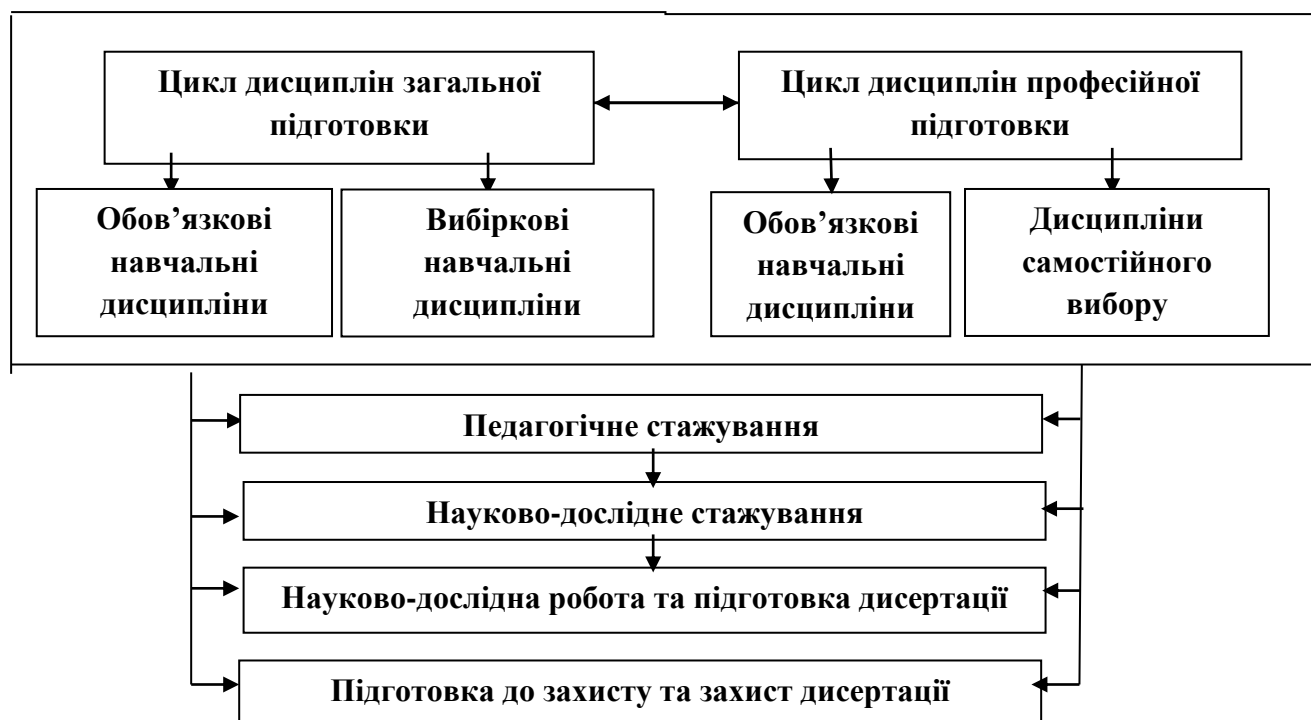 Цикл дисциплін загальної
підготовки
Цикл дисциплін професійної
підготовки
Обов’язкові
навчальні
дисципліни
Вибіркові
навчальні
дисципліни
Обов’язкові
навчальні
дисципліни
Дисципліни
самостійного
вибору
Педагогічне стажування
Науково-дослідне стажування
Науково-дослідна робота та підготовка дисертації
Підготовка до захисту та захист дисертації